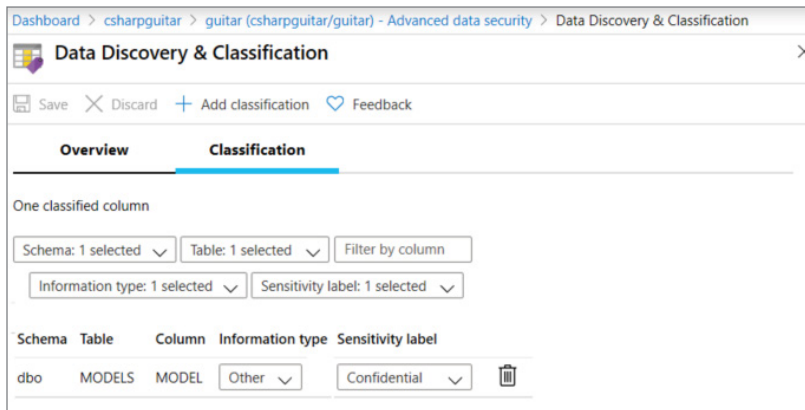 Dashboard > csharpguitar > guitar (csharpguitar/guitar) - Advanced data security > Data Discovery & Classification
Data Discovery & Classification
Save Discard Add classification Feedback
Overview Classification
One classified column
Schema: 1 selected Table: 1 selected Filter by column
Information type: 1 selected Sensitivity label: 1 selected
Schema Table Column Information type Sensitivity label
dbo MODELS MODEL Other Confidential